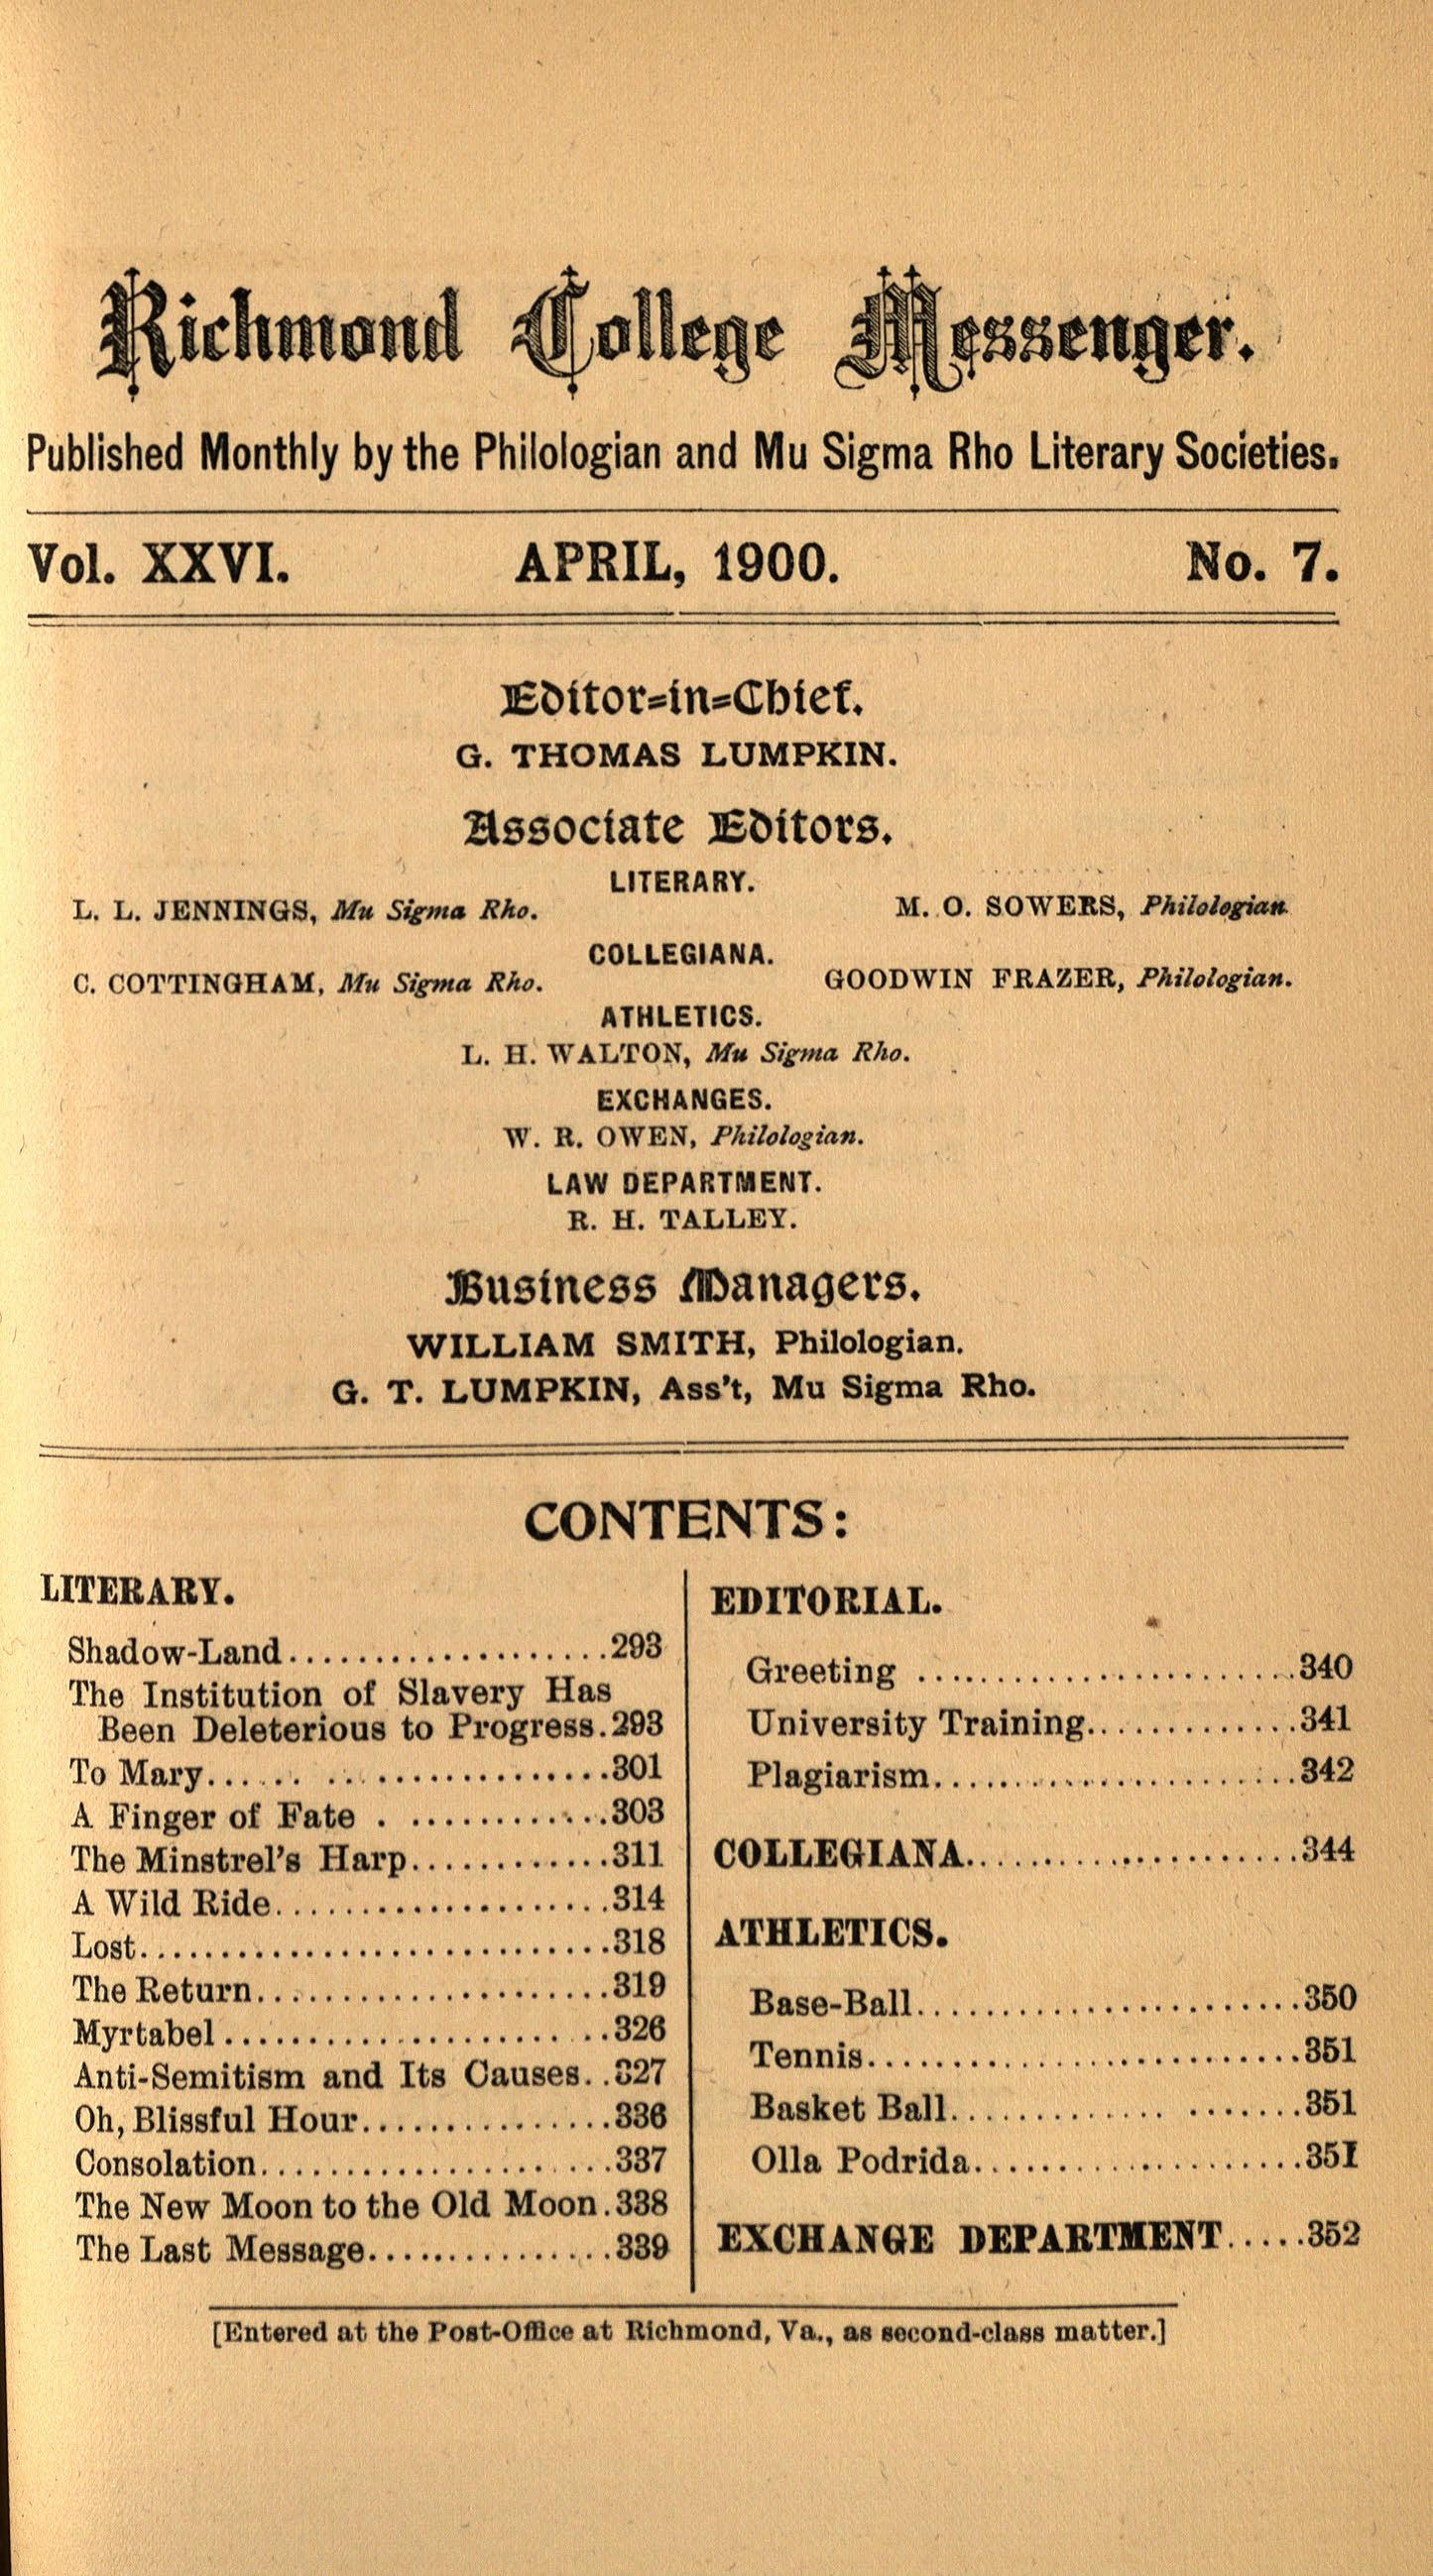 Richmond College Messenger.
Published Monthly by the Philologian and Mu Sigma Rho Literary Societies.
Vol. XXVI. APRIL, 1900. No. 7.
Editor-in-Chief.
G. THOMAS LUMPKIN.
Associate Editors.
LITERARY.
L. L. JENNINGS, Mu Sigma Rho. M. O. SOWERS, Philologian
COLLEGIANA.
C. COTTINGHAM, Mu Sigma Rho. GOODWIN FRAZER, Philologian.
ATHLETICS.
L. H. WALTON, Mu Sigma Rho.
EXCHANGES.
W. R. OWEN, Philologian.
LAW DEPARTMENT.
R. H. TALLEY.
Business Managers.
WILLIAM SMITH, Philologian.
G. T. LUMPKIN, Ass't, Mu Sigma Rho.
CONTENTS:
LITERARY.
Shadow-Land....................293
The Institution of Slavery Has
Been Deleterious to Progress.293
To Mary...... ...................301
A Finger of Fate . ............303
The Minstrel's Harp............311
A Wild Ride....................314
Lost............................318
The Return.....................319
Myrtabel.......................326
Anti-Semitism and Its Causes..327
Oh, Blissful Hour...............336
Consolation.....................337
The New Moon to the Old Moon.338
The Last Message...............339
EDITORIAL.
Greeting .......................340
University Training.............341
Plagiarism......................342
COLLEGIANA....................344
ATHLETICS.
Base-Ball.......................350
Tennis..........................351
Basket Ball............. .......351
Olla Podrida....................351
EXCHANGE DEPARTMENT.....352
[Entered at the Post-Office at Richmond, Va., as second-class matter.]